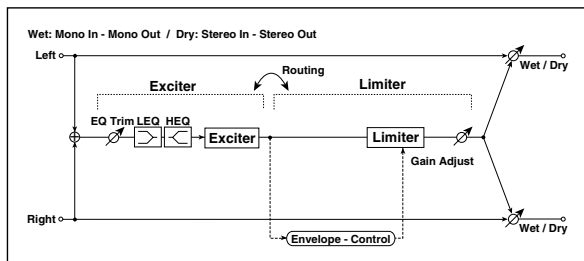 Wet: Mono In - Mono Out / Dry: Stereo In - Stereo Out
Left
Wet / Dry
Routing
Exciter
Limiter
EQ Trim
LEQ
HEQ
Exciter
Limiter
Gain Adjust
Right
Wet / Dry
Envelope - Control